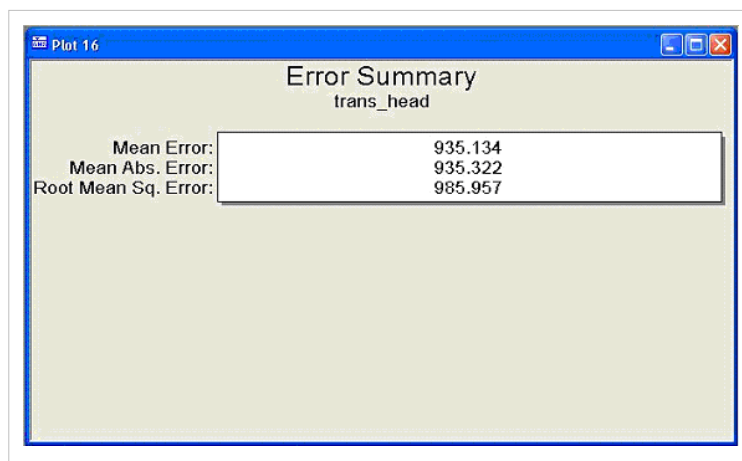 Plot 16
Error Summary
trans_head
Mean Error: 935.134
Mean Abs. Error: 935.322
Root Mean Sq. Error: 985.957